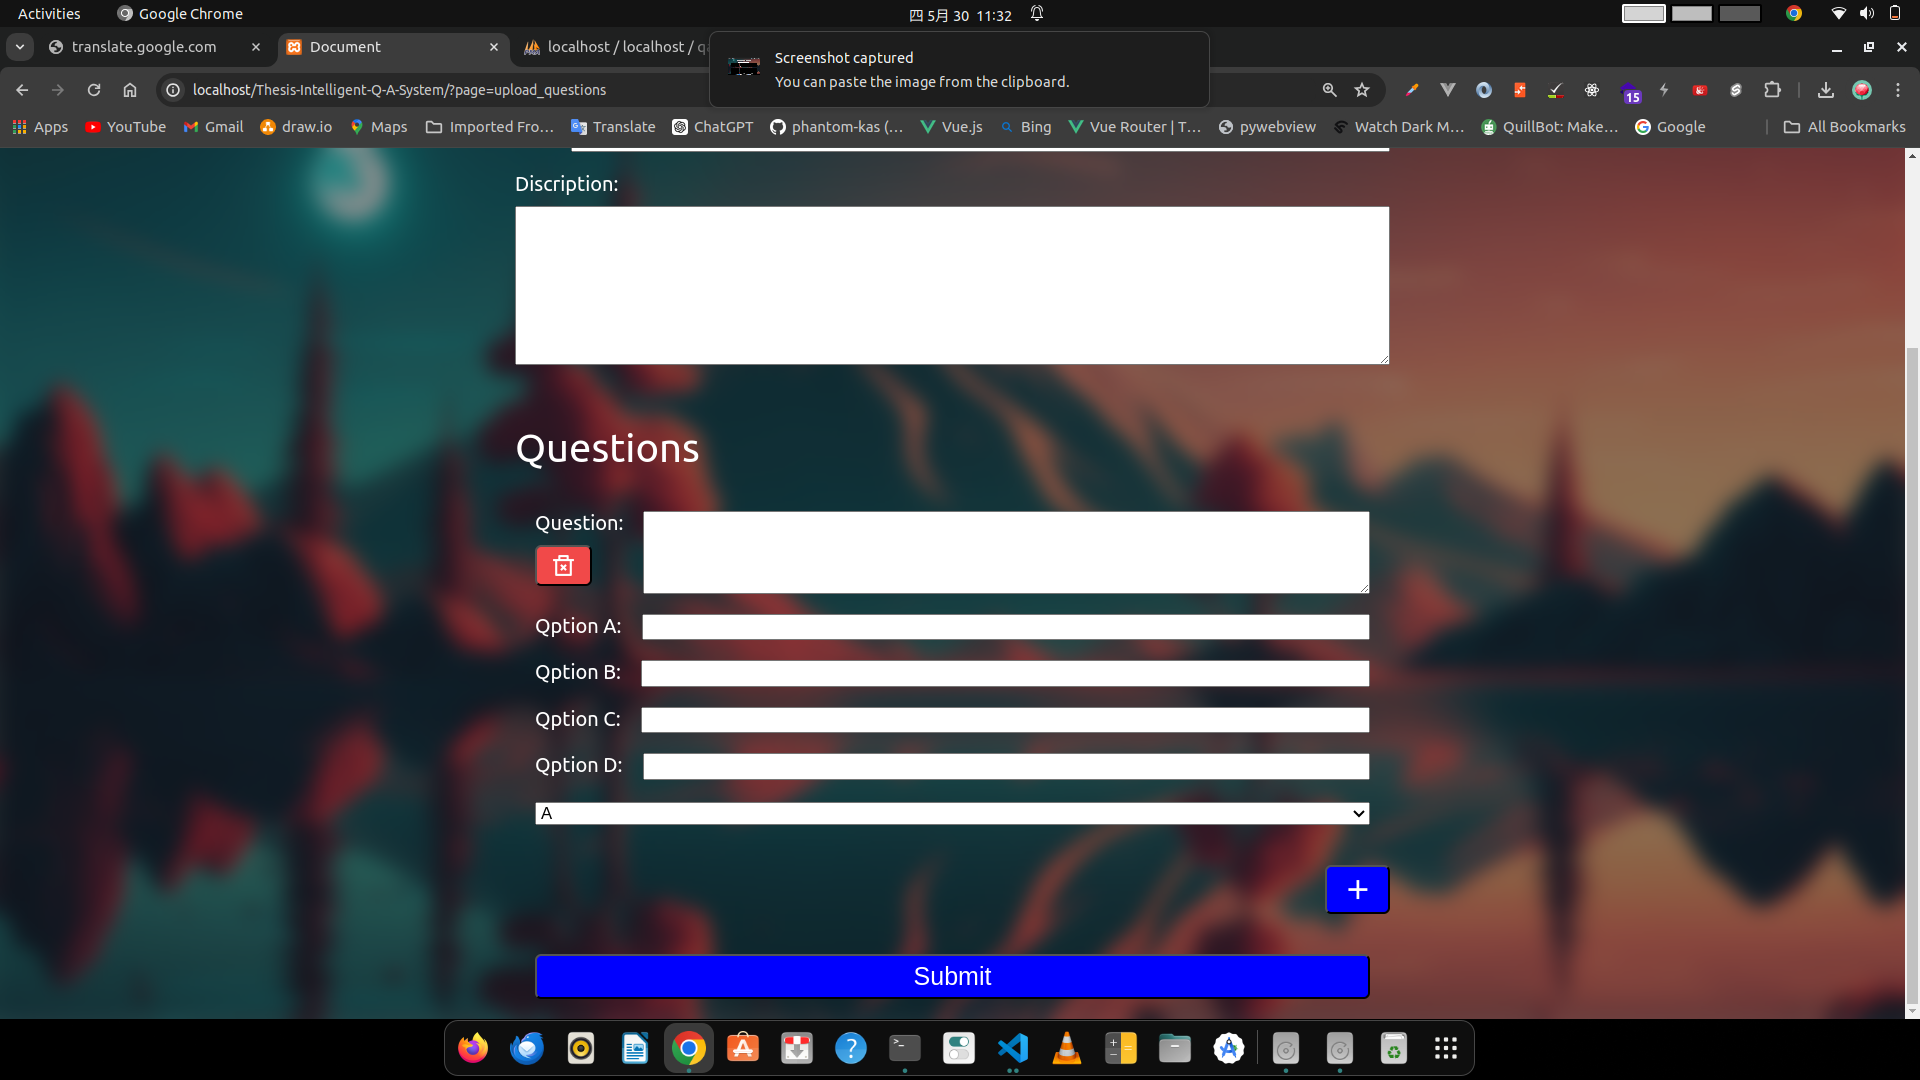 Activities Google Chrome 四 5月 30 11:32
translate.google.com Document localhost / localhost / q
Screenshot captured
You can paste the image from the clipboard.
localhost/Thesis-Intelligent-Q-A-System/?page=upload_questions 15
Apps YouTube Gmail draw.io Maps Imported Fro... Translate ChatGPT phantom-kas (... Vue.js Bing Vue Router | T... pywebview Watch Dark M... QuillBot: Make... Google All Bookmarks
Discription:
Questions
Question:
Qption A:
Qption B:
Qption C:
Qption D:
A
+
Submit